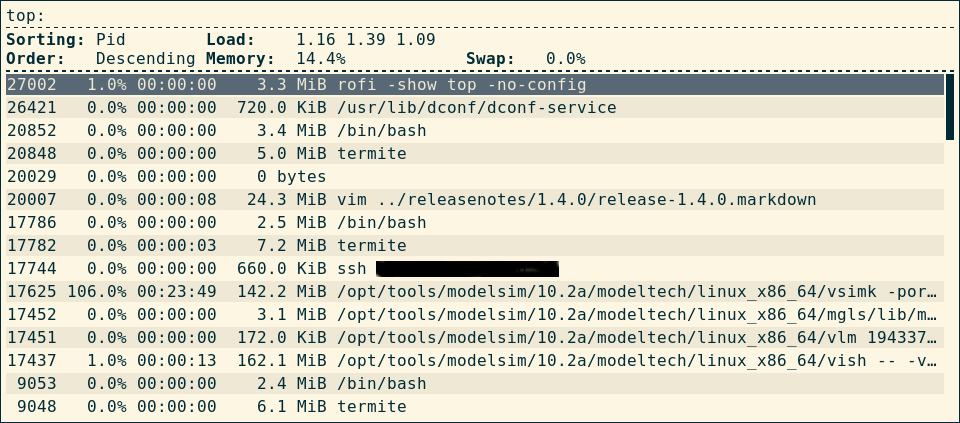 top:
Sorting: Pid Load: 1.16 1.39 1.09
Order: Descending Memory: 14.4% Swap: 0.0%
27002 1.0% 00:00:00 3.3 MiB rofi -show top -no-config
26421 0.0% 00:00:00 720.0 KiB /usr/lib/dconf/dconf-service
20852 0.0% 00:00:00 3.4 MiB /bin/bash
20848 0.0% 00:00:00 5.0 MiB termite
20029 0.0% 00:00:00 0 bytes
20007 0.0% 00:00:08 24.3 MiB vim ../releasenotes/1.4.0/release-1.4.0.markdown
17786 0.0% 00:00:00 2.5 MiB /bin/bash
17782 0.0% 00:00:03 7.2 MiB termite
17744 0.0% 00:00:00 660.0 KiB ssh
17625 106.0% 00:23:49 142.2 MiB /opt/tools/modelsim/10.2a/modeltech/linux_x86_64/vsimk -por…
17452 0.0% 00:00:00 3.1 MiB /opt/tools/modelsim/10.2a/modeltech/linux_x86_64/mgls/lib/m…
17451 0.0% 00:00:00 172.0 KiB /opt/tools/modelsim/10.2a/modeltech/linux_x86_64/vlm 194337…
17437 1.0% 00:00:13 162.1 MiB /opt/tools/modelsim/10.2a/modeltech/linux_x86_64/vish -- -v…
9053 0.0% 00:00:00 2.4 MiB /bin/bash
9048 0.0% 00:00:00 6.1 MiB termite